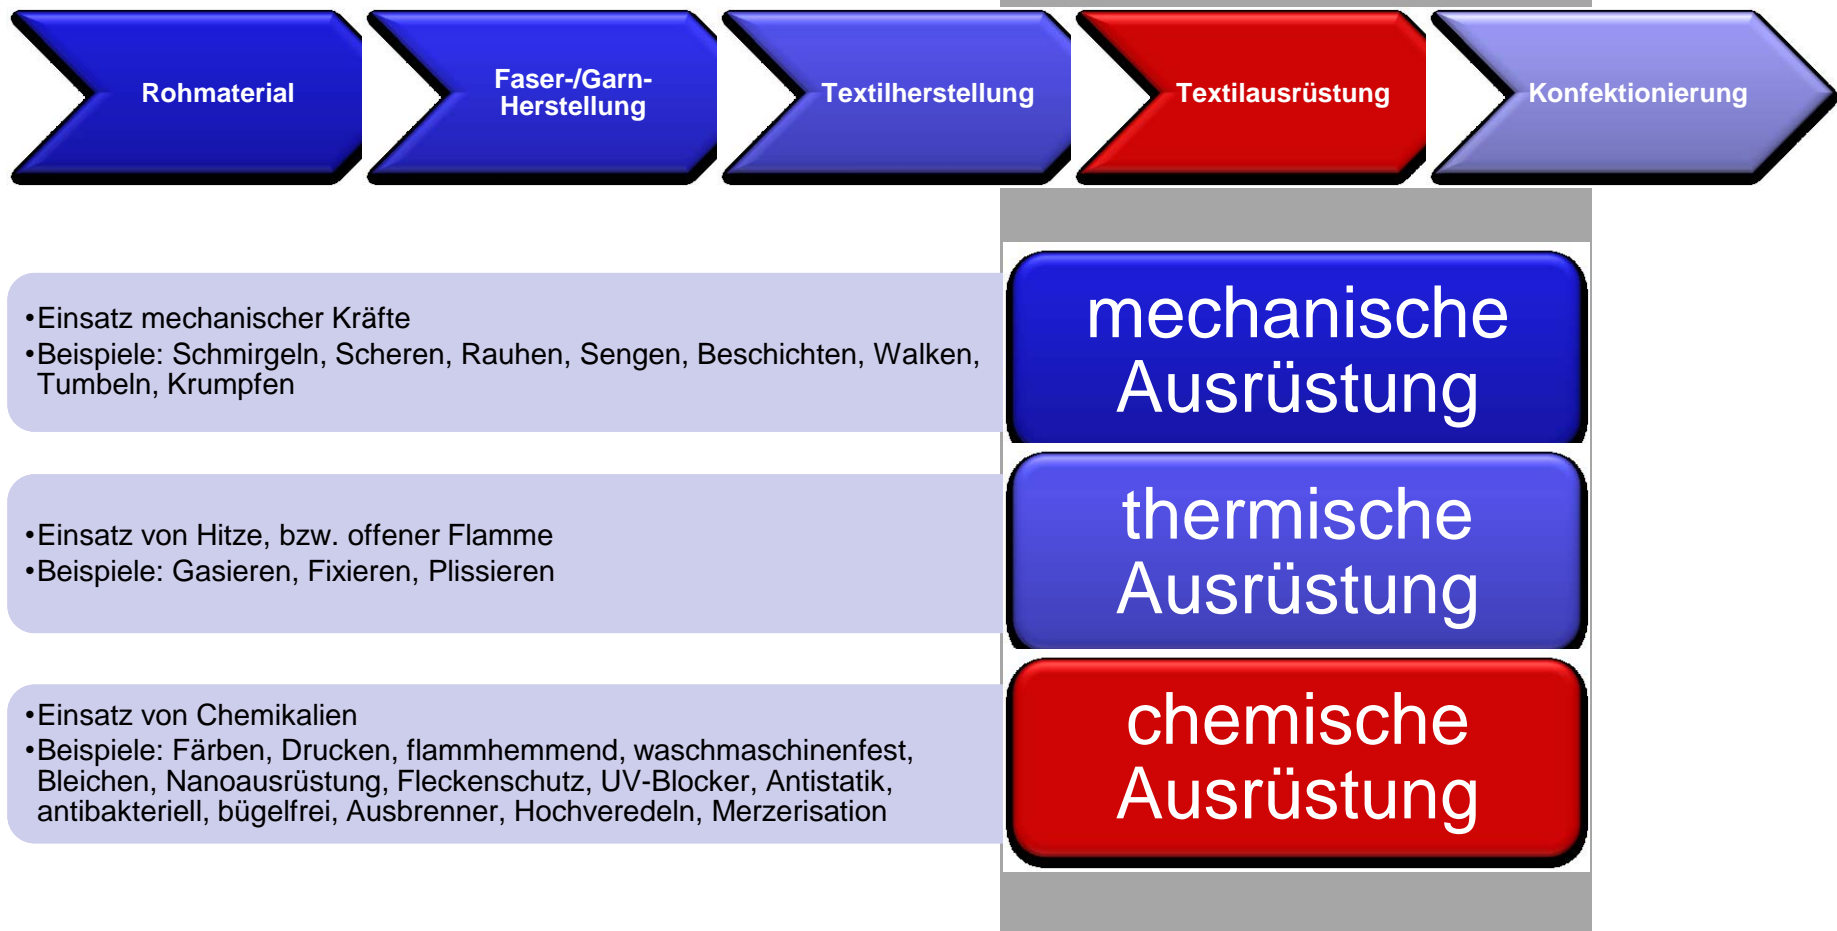 Rohmaterial
Faser-/Garn-
Herstellung
Textilherstellung
Textilausrüstung
Konfektionierung
•Einsatz mechanischer Kräfte
•Beispiele: Schmirgeln, Scheren, Rauhen, Sengen, Beschichten, Walken,
Tumbeln, Krumpfen
mechanische
Ausrüstung
•Einsatz von Hitze, bzw. offener Flamme
•Beispiele: Gasieren, Fixieren, Plissieren
thermische
Ausrüstung
•Einsatz von Chemikalien
•Beispiele: Färben, Drucken, flammhemmend, waschmaschinenfest,
Bleichen, Nanoausrüstung, Fleckenschutz, UV-Blocker, Antistatik,
antibakteriell, bügelfrei, Ausbrenner, Hochveredeln, Merzerisation
chemische
Ausrüstung